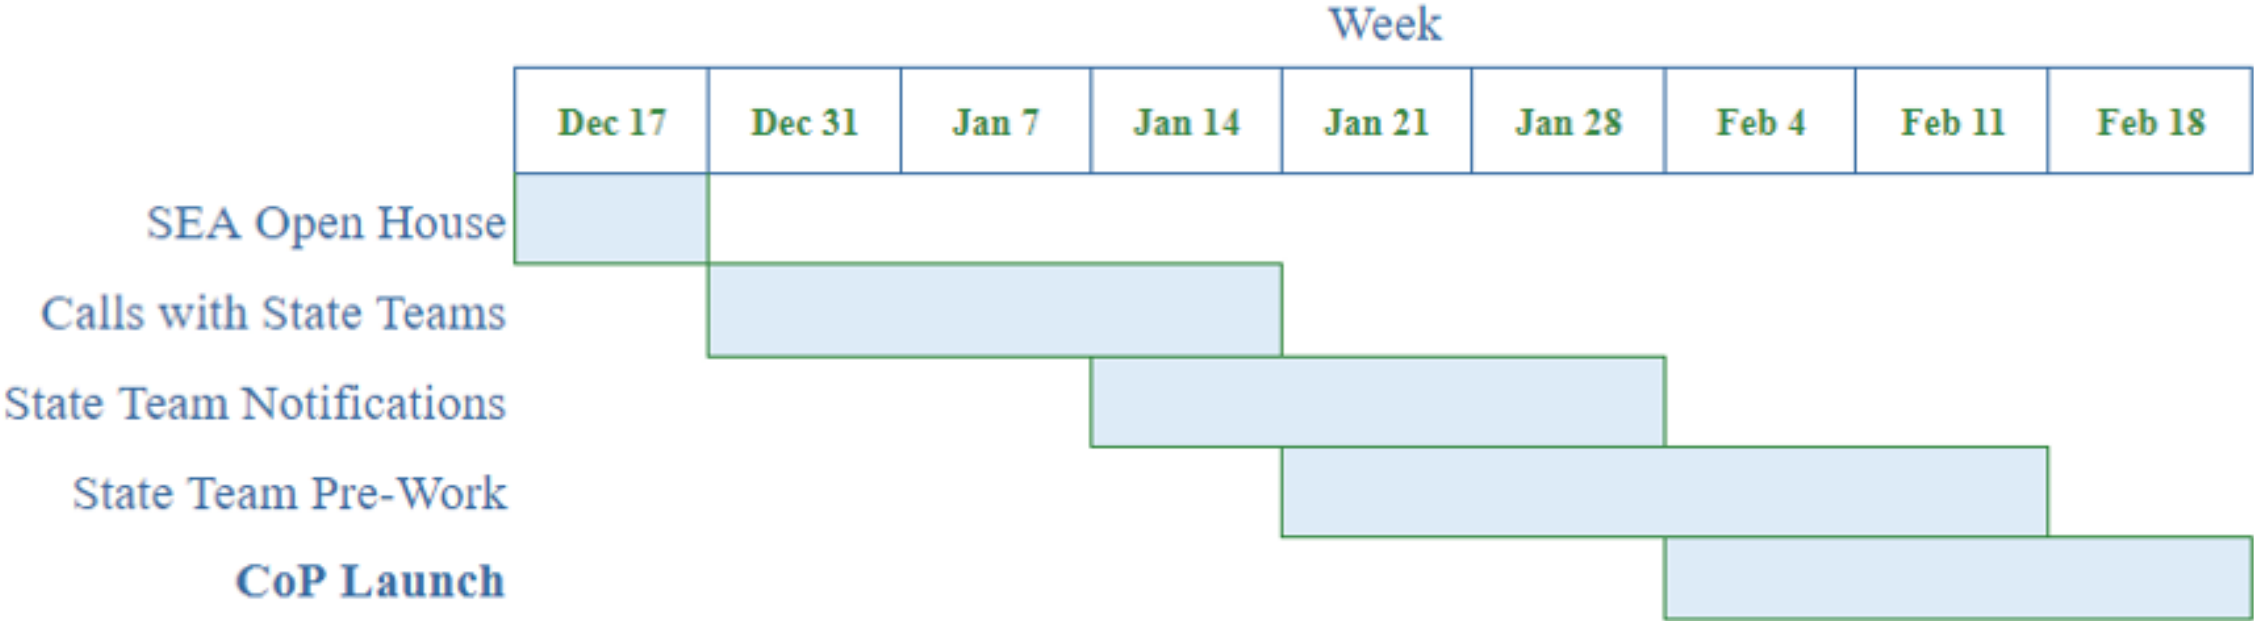 Week
Dec 17 Dec 31 Jan 7 Jan 14 Jan 21 Jan 28 Feb 4 Feb 11 Feb 18
SEA Open House
Calls with State Teams
State Team Notifications
State Team Pre-Work
CoP Launch